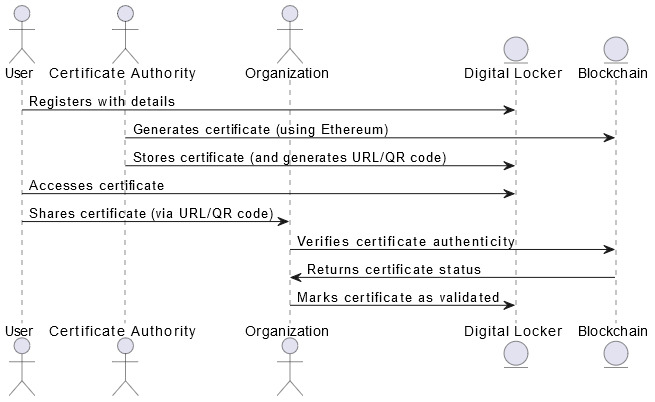 User Certificate Authority Organization Digital Locker Blockchain
Registers with details
Generates certificate (using Ethereum)
Stores certificate (and generates URL/QR code)
Accesses certificate
Shares certificate (via URL/QR code)
Verifies certificate authenticity
Returns certificate status
Marks certificate as validated
User Certificate Authority Organization Digital Locker Blockchain